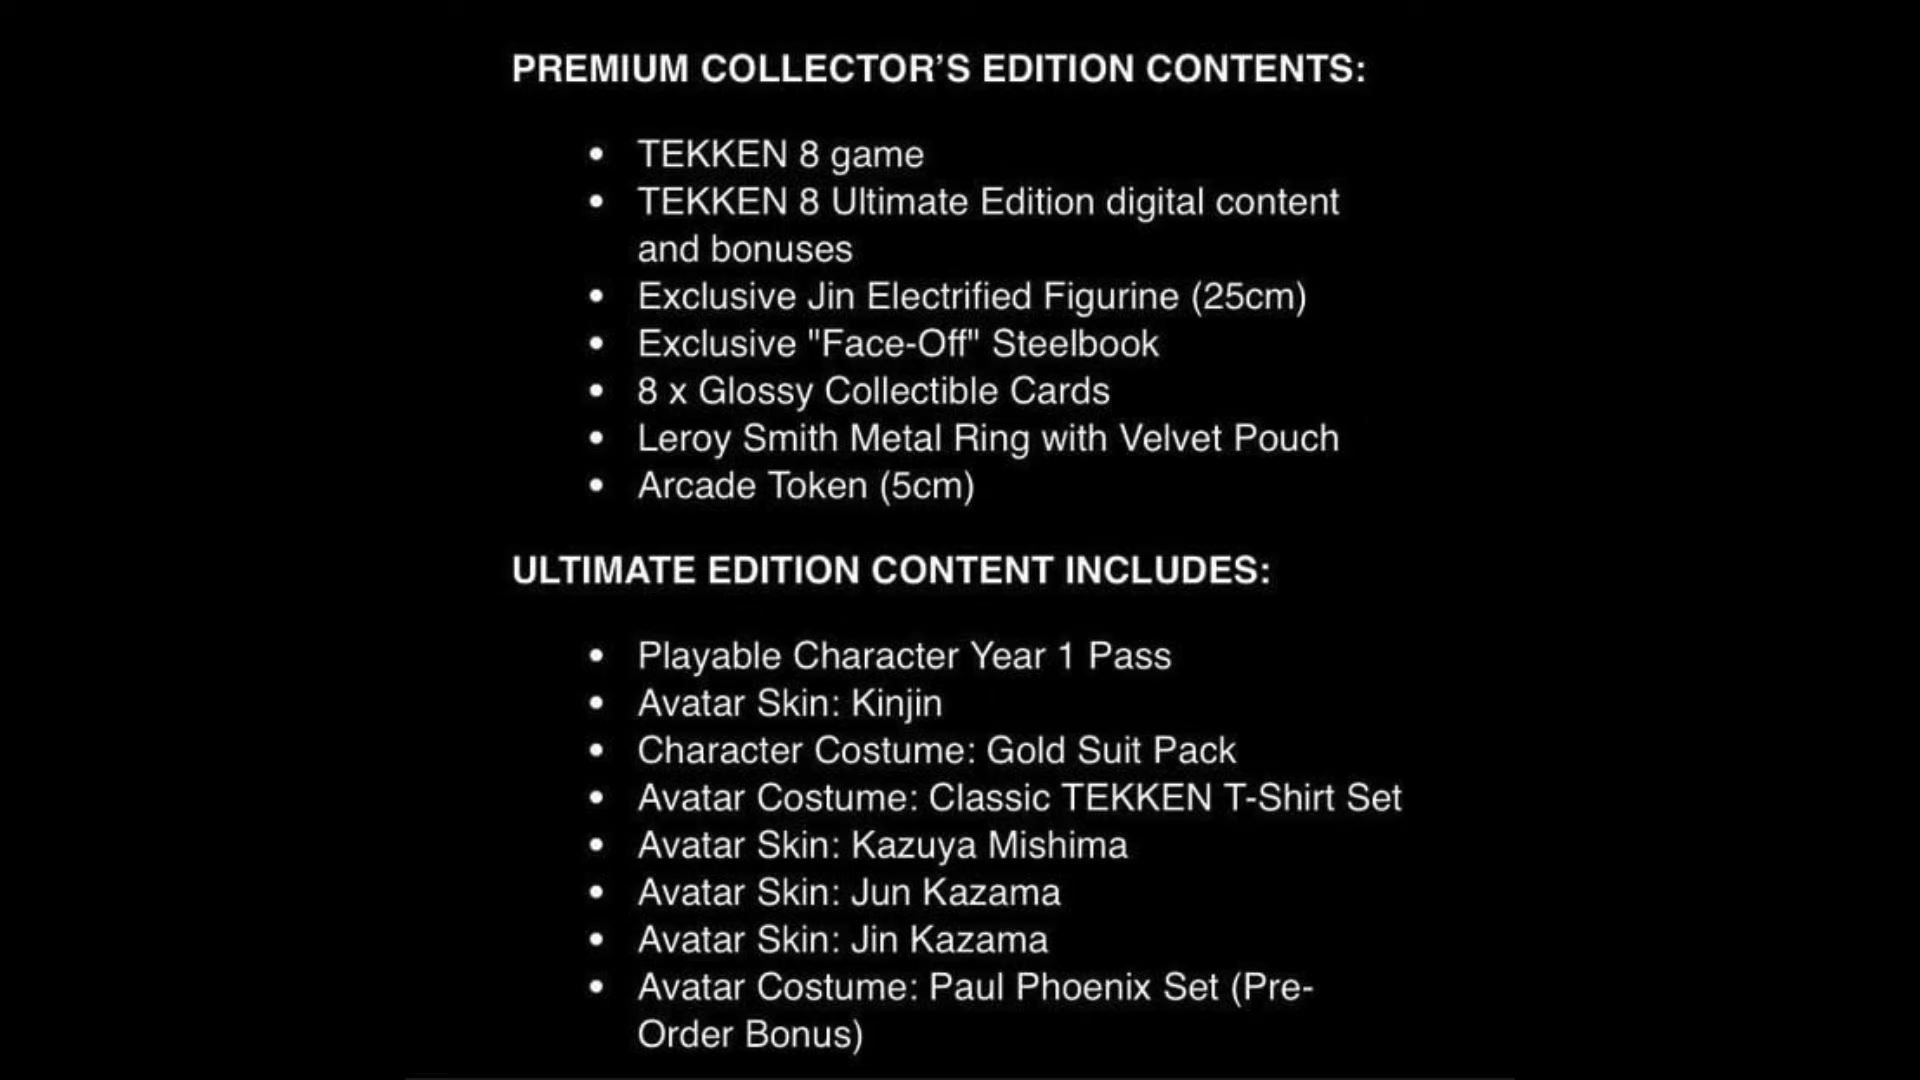 PREMIUM COLLECTOR’S EDITION CONTENTS:
• TEKKEN 8 game
• TEKKEN 8 Ultimate Edition digital content
and bonuses
• Exclusive Jin Electrified Figurine (25cm)
• Exclusive "Face-Off" Steelbook
• 8 x Glossy Collectible Cards
• Leroy Smith Metal Ring with Velvet Pouch
• Arcade Token (5cm)
ULTIMATE EDITION CONTENT INCLUDES:
• Playable Character Year 1 Pass
• Avatar Skin: Kinjin
• Character Costume: Gold Suit Pack
• Avatar Costume: Classic TEKKEN T-Shirt Set
• Avatar Skin: Kazuya Mishima
• Avatar Skin: Jun Kazama
• Avatar Skin: Jin Kazama
• Avatar Costume: Paul Phoenix Set (Pre-
Order Bonus)